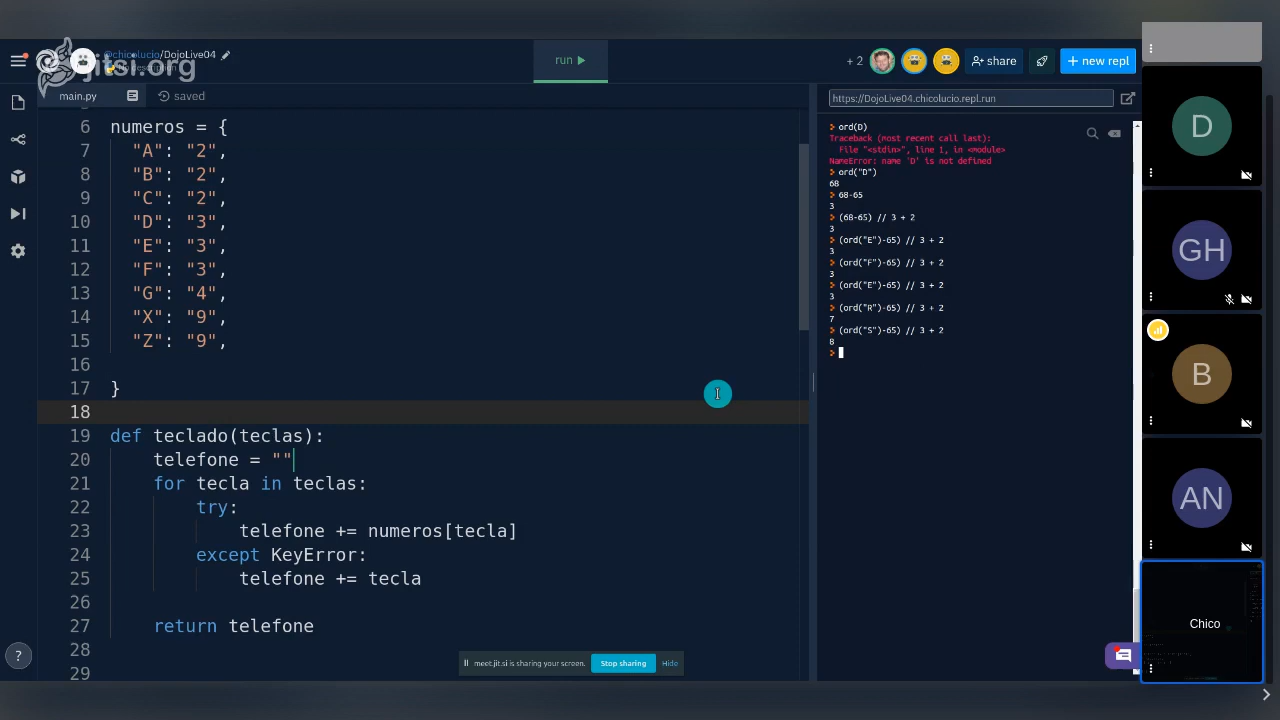 @chicolucio/DojoLive04
No description
jitsi.org
run
+ 2
share
+ new repl
main.py
saved
https://DojoLive04.chicolucio.repl.run
6 numeros = {
7 "A": "2",
8 "B": "2",
9 "C": "2",
10 "D": "3",
11 "E": "3",
12 "F": "3",
13 "G": "4",
14 "X": "9",
15 "Z": "9",
16
17 }
18
19 def teclado(teclas):
20 telefone = ""
21 for tecla in teclas:
22 try:
23 telefone += numeros[tecla]
24 except KeyError:
25 telefone += tecla
26
27 return telefone
28
29
ord(D)
Traceback (most recent call last):
File "<stdin>", line 1, in <module>
NameError: name 'D' is not defined
ord("D")
68
68-65
3
(68-65) // 3 + 2
3
(ord("E")-65) // 3 + 2
3
(ord("F")-65) // 3 + 2
3
(ord("E")-65) // 3 + 2
3
(ord("R")-65) // 3 + 2
7
(ord("S")-65) // 3 + 2
8
?
meet.jit.si is sharing your screen.
Stop sharing
Hide
D
GH
B
AN
Chico